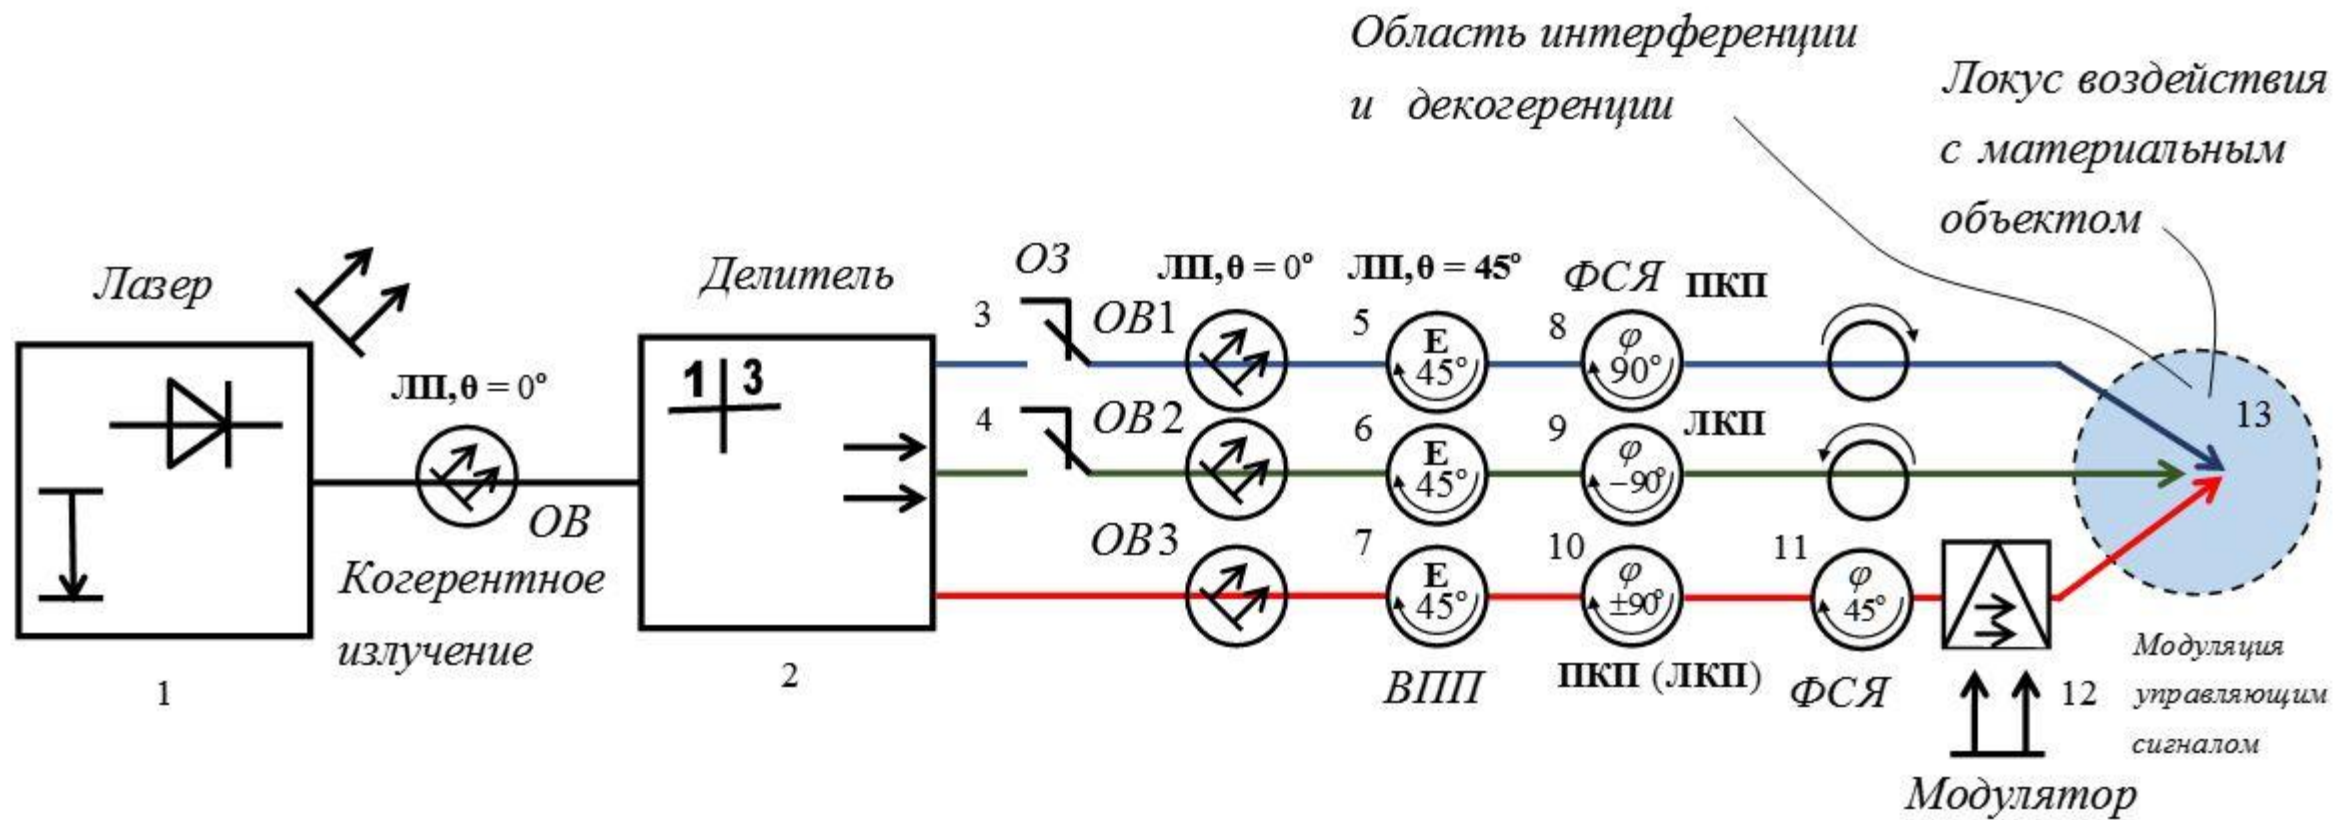 Область интерференции
и декогеренции
Локус воздействия
с материальным
объектом
Лазер
ЛП, θ = 0°
ОВ
Когерентное
излучение
1
Делитель
1 3
2
ОЗ
3
ОВ1
ЛП, θ = 0°
ЛП, θ = 45°
5
E
45°
ФСЯ
ПКП
8
φ
90°
4
ОВ2
6
E
45°
9
φ
−90°
ЛКП
13
ОВ3
7
E
45°
ВПП
10
φ
±90°
ПКП (ЛКП)
11
φ
45°
ФСЯ
12
Модуляция
управляющим
сигналом
Модулятор